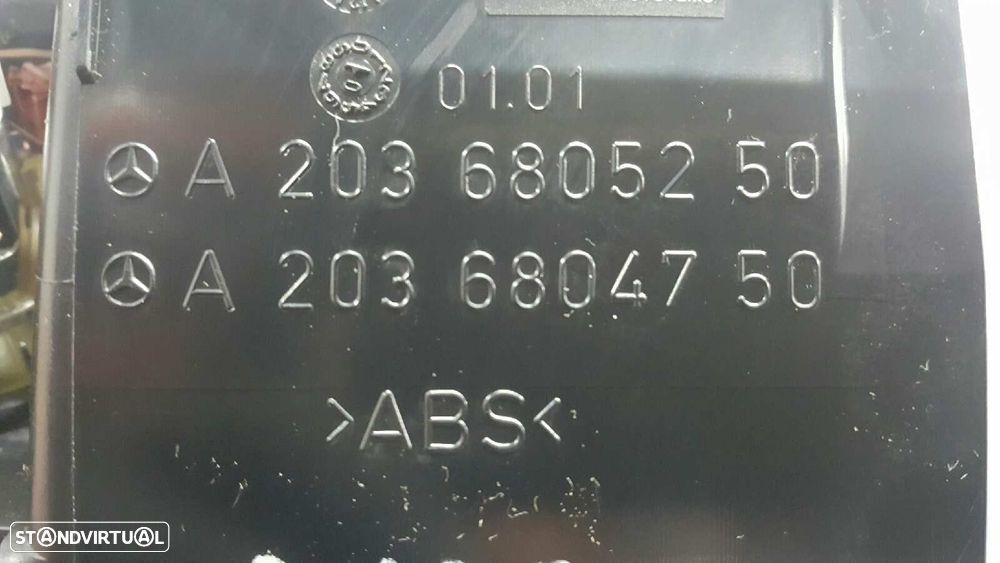 01.01
A 203 68052 50
A 203 68047 50
>ABS<
STANDVIRTUAL